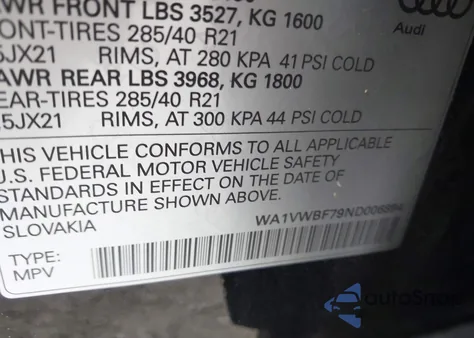 AWR FRONT LBS 3527, KG 1600
ONT-TIRES 285/40 R21
5JX21 RIMS, AT 280 KPA 41 PSI COLD
AWR REAR LBS 3968, KG 1800
EAR-TIRES 285/40 R21
5JX21 RIMS, AT 300 KPA 44 PSI COLD
Audi
THIS VEHICLE CONFORMS TO ALL APPLICABLE
U.S. FEDERAL MOTOR VEHICLE SAFETY
STANDARDS IN EFFECT ON THE DATE OF
MANUFACTURE SHOWN ABOVE.
SLOVAKIA
TYPE:
MPV